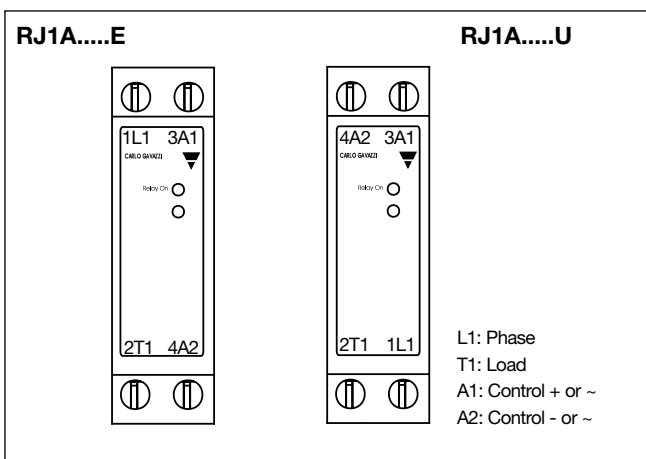 RJ1A.....E RJ1A.....U
1L1 3A1
CARLO GAVAZZI
Relay On
2T1 4A2
4A2 3A1
CARLO GAVAZZI
Relay On
2T1 1L1
L1: Phase
T1: Load
A1: Control + or ~
A2: Control - or ~